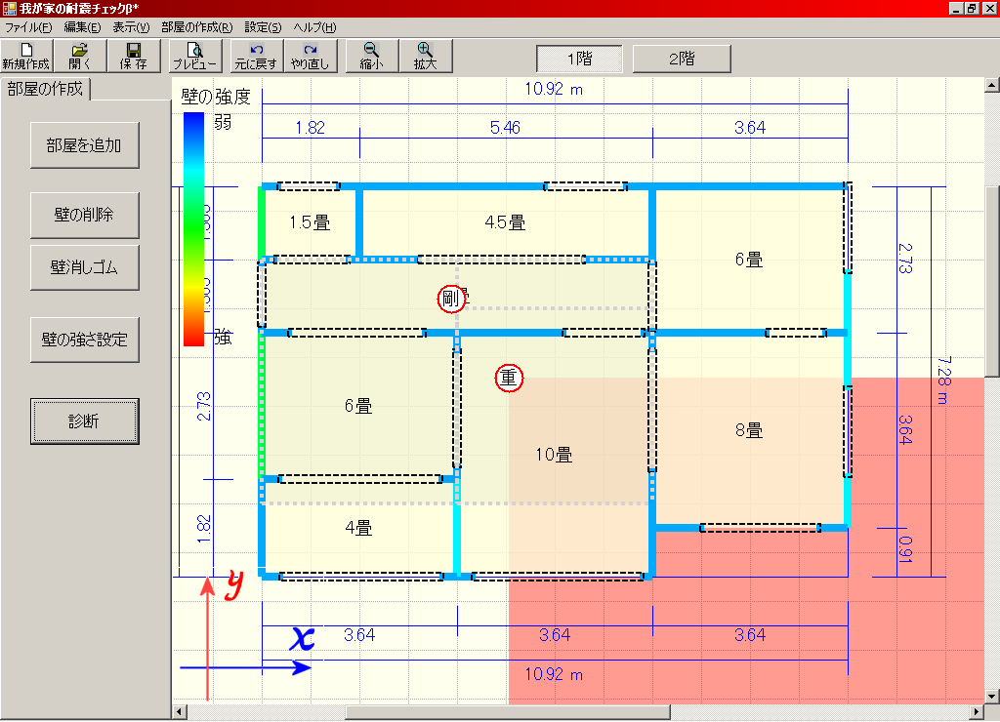 我が家の耐震チェックβ*
ファイル(F) 編集(E) 表示(V) 部屋の作成(R) 設定(S) ヘルプ(H)
新規作成 開く 保存 プレビュー 元に戻す やり直し 縮小 拡大 1階 2階
部屋の作成
部屋を追加
壁の削除
壁消しゴム
壁の強さ設定
診断
壁の強度
弱
強
10.92 m
1.82 5.46 3.64
1.5畳 4.5畳 6畳
2.73
剛
重
7.28 m
2.73 6畳 10畳 8畳 3.64
1.82 4畳 0.91
y
x
3.64 3.64 3.64
10.92 m